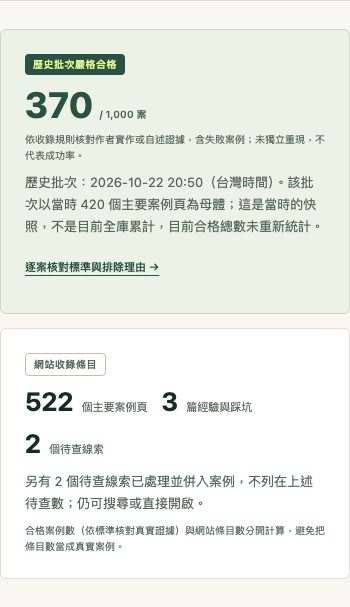 歷史批次嚴格合格
370 / 1,000 案
依收錄規則核對作者實作或自述證據，含失敗案例；未獨立重現，不
代表成功率。
歷史批次：2026-10-22 20:50（台灣時間）。該批
次以當時 420 個主要案例頁為母體；這是當時的快
照，不是目前全庫累計，目前合格總數未重新統計。
逐案核對標準與排除理由 →
網站收錄條目
522 個主要案例頁 3 篇經驗與踩坑
2 個待查線索
另有 2 個待查線索已處理並併入案例，不列在上述
待查數；仍可搜尋或直接開啟。
合格案例數（依標準核對真實證據）與網站條目數分開計算，避免把
條目數當成真實案例。